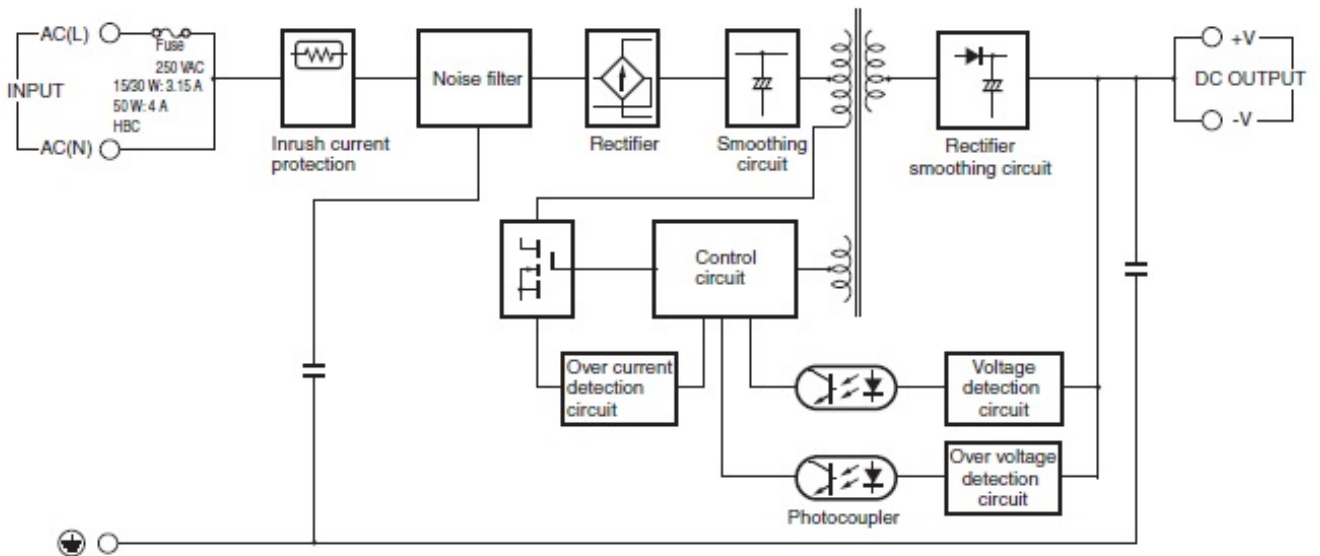 AC(L)
Fuse
250 VAC
15/30 W: 3.15 A
50 W: 4 A
HBC
INPUT
AC(N)
Inrush current
protection
Noise filter
Rectifier
Smoothing
circuit
Rectifier
smoothing circuit
+V
DC OUTPUT
-V
Control
circuit
Over current
detection
circuit
Voltage
detection
circuit
Over voltage
detection
circuit
Photocoupler